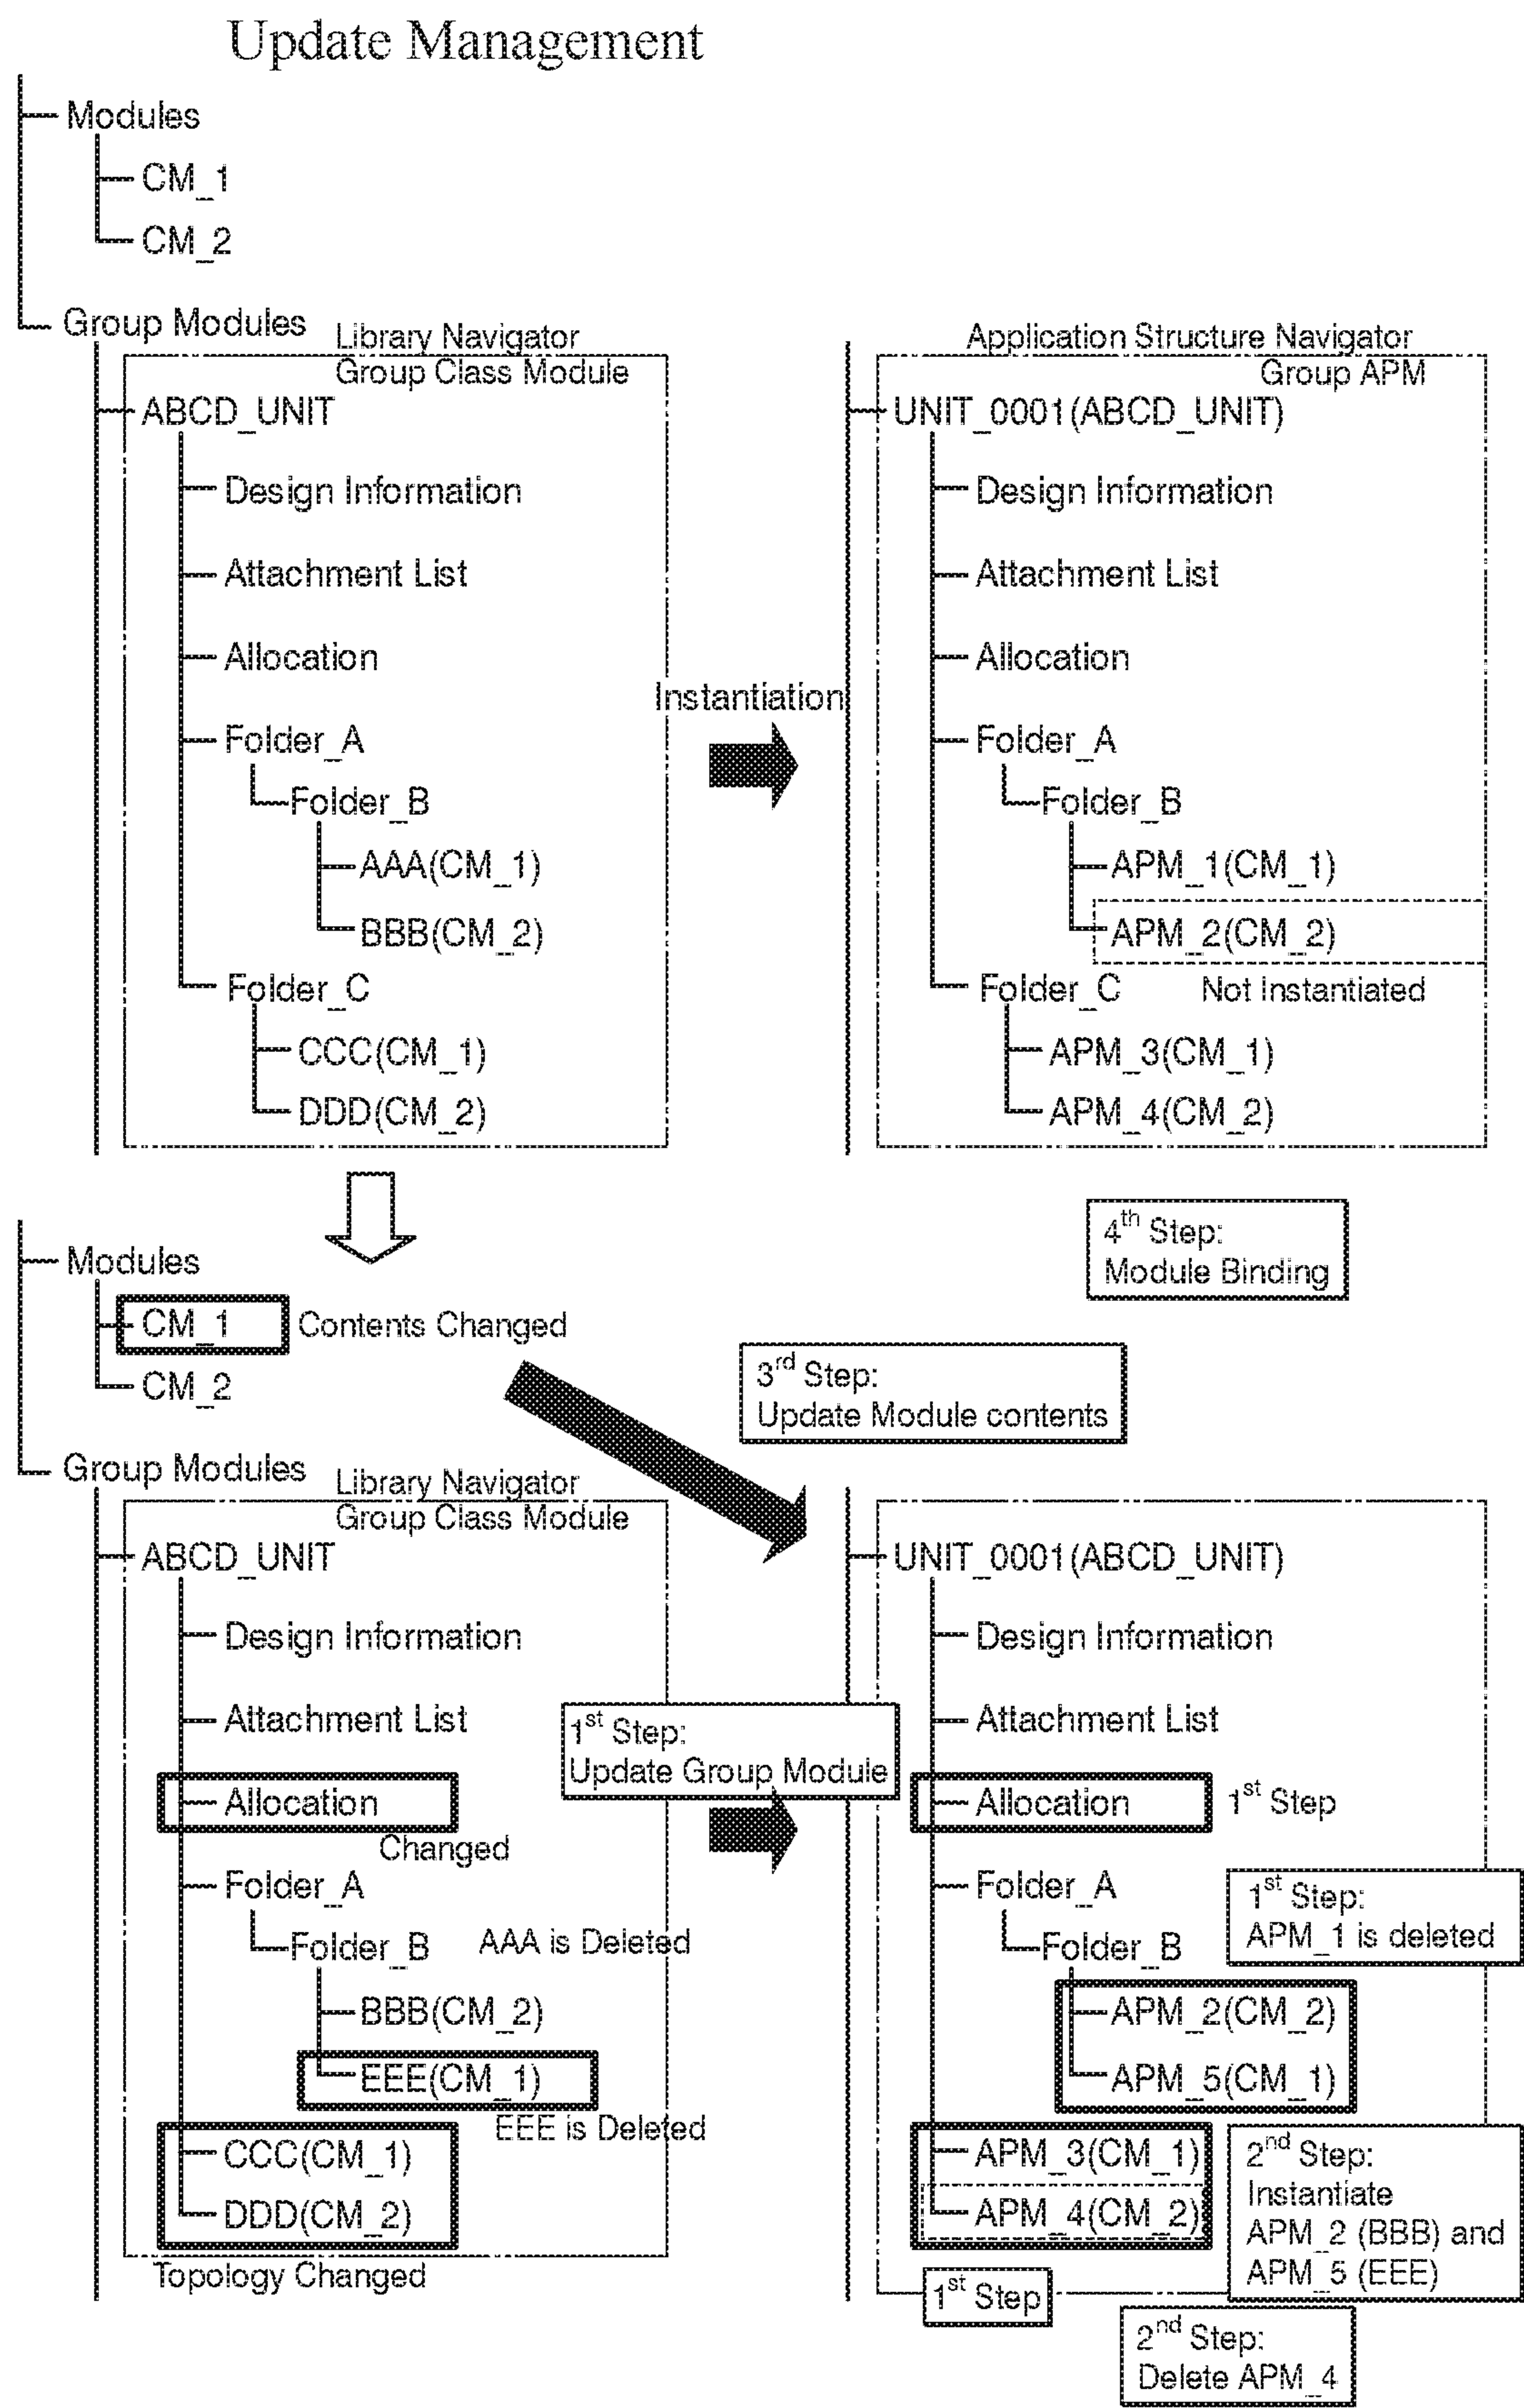 Update Management
Modules
CM_1
CM_2
Group Modules
Library Navigator
Group Class Module
ABCD_UNIT
Design Information
Attachment List
Allocation
Folder_A
Folder_B
AAA(CM_1)
BBB(CM_2)
Folder_C
CCC(CM_1)
DDD(CM_2)
Instantiation
Application Structure Navigator
Group APM
UNIT_0001(ABCD_UNIT)
Design Information
Attachment List
Allocation
Folder_A
Folder_B
APM_1(CM_1)
APM_2(CM_2)
Not Instantiated
Folder_C
APM_3(CM_1)
APM_4(CM_2)
4th Step:
Module Binding
Modules
CM_1
Contents Changed
CM_2
3rd Step:
Update Module contents
Group Modules
Library Navigator
Group Class Module
ABCD_UNIT
Design Information
Attachment List
Allocation
Changed
Folder_A
Folder_B
AAA is Deleted
BBB(CM_2)
EEE(CM_1)
EEE is Deleted
CCC(CM_1)
DDD(CM_2)
Topology Changed
1st Step:
Update Group Module
UNIT_0001(ABCD_UNIT)
Design Information
Attachment List
Allocation
1st Step
Folder_A
Folder_B
1st Step:
APM_1 is deleted
APM_2(CM_2)
APM_5(CM_1)
APM_3(CM_1)
APM_4(CM_2)
2nd Step:
Instantiate
APM_2 (BBB) and
APM_5 (EEE)
1st Step
2nd Step:
Delete APM_4